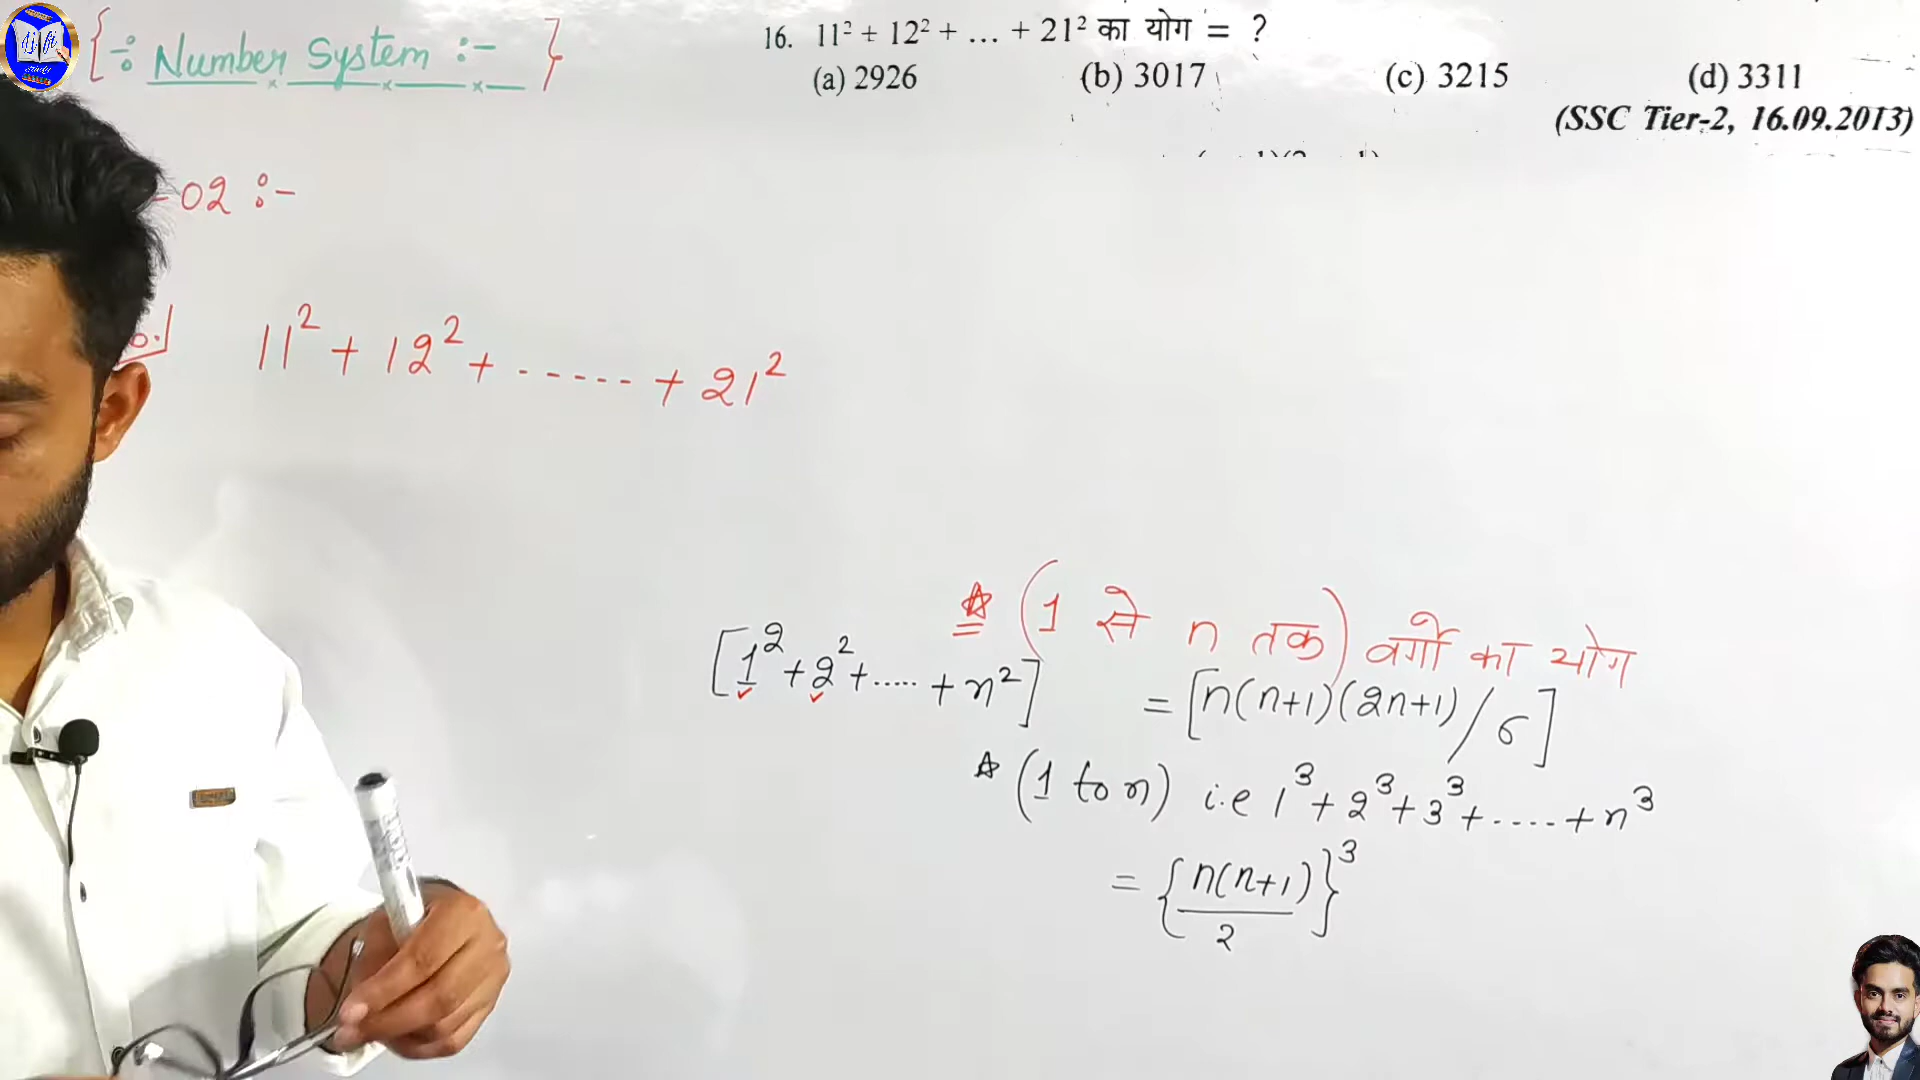 { ÷ Number System :- }
16. 11² + 12² + ... + 21² का योग = ?
(a) 2926 (b) 3017 (c) 3215 (d) 3311
(SSC Tier-2, 16.09.2013)
-02 :-
11² + 12² + ...... + 21²
☆ (1 से n तक) वर्गो का योग
[1² + 2² + ..... + n²] = [n(n+1)(2n+1)/6]
☆ (1 to n) i.e 1³ + 2³ + 3³ + ..... + n³
= {n(n+1)/2}³